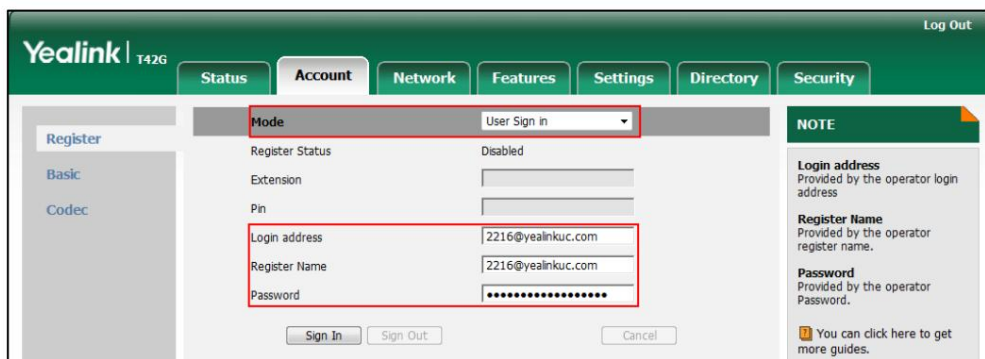 Log Out
Yealink T42G
Status Account Network Features Settings Directory Security
Register
Basic
Codec
Mode User Sign in
Register Status Disabled
Extension
Pin
Login address 2216@yealinkuc.com
Register Name 2216@yealinkuc.com
Password ••••••••••••••••••
Sign In Sign Out Cancel
NOTE
Login address
Provided by the operator login
address
Register Name
Provided by the operator
register name.
Password
Provided by the operator
Password.
You can click here to get
more guides.